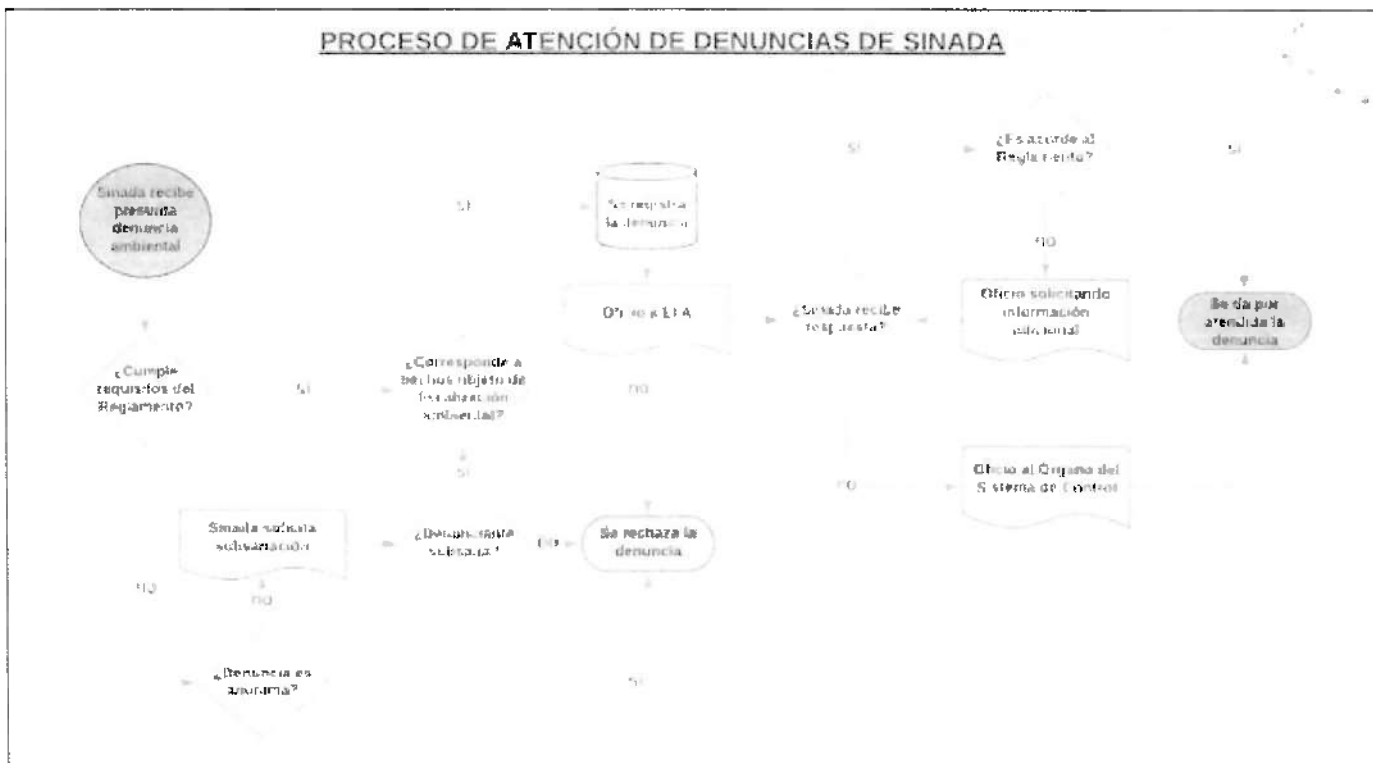 PROCESO DE ATENCIÓN DE DENUNCIAS DE SINADA
Sinada recibe
presunta
denuncia
ambiental
¿Cumple
requisitos del
Reglamento?
SI
no
¿Denuncia es
anónima?
SI
no
Sinada solicita
subsanación
¿Denunciante
subsana?
no
SI
¿Corresponde a
hechos objeto de
fiscalización
ambiental?
SI
no
Se rechaza la
denuncia
Se registra
la denuncia
Oficio a EFA
¿Sinada recibe
respuesta?
SI
no
¿Es acorde al
Reglamento?
SI
no
Oficio solicitando
información
adicional
Oficio al Órgano del
Sistema de Control
Se da por
atendida la
denuncia